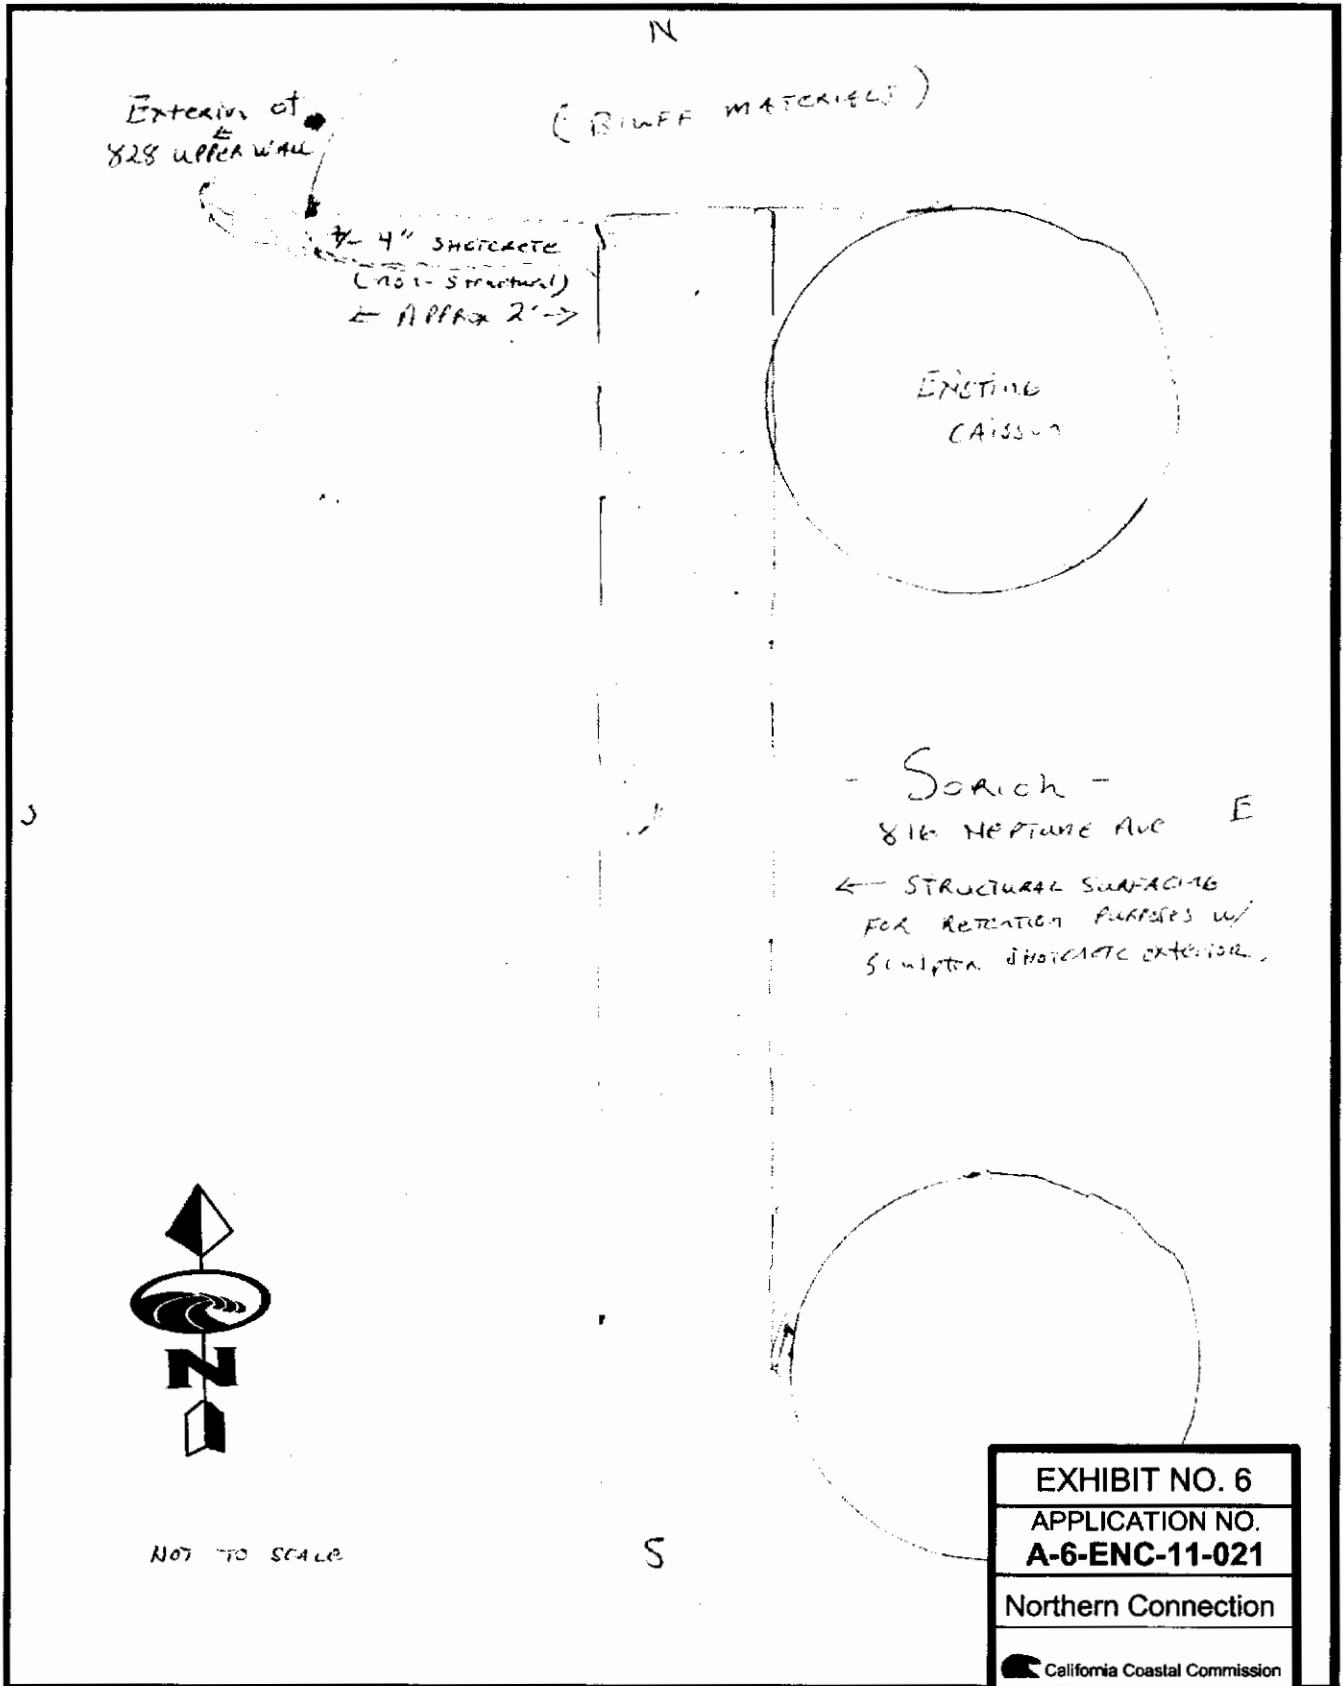 N
Exterior of
828 UPPER WALL
(BLUFF MATERIALS)
+/- 4" SHOTCRETE
(non-structural)
← APPROX 2' →
EXISTING
CAISSON
- Sorich -
816 NEPTUNE AVE
E
← STRUCTURAL SURFACING
FOR RETENTION PURPOSES W/
SHOTCRETE EXTERIOR.
N
NOT TO SCALE
S
EXHIBIT NO. 6
APPLICATION NO.
A-6-ENC-11-021
Northern Connection
California Coastal Commission